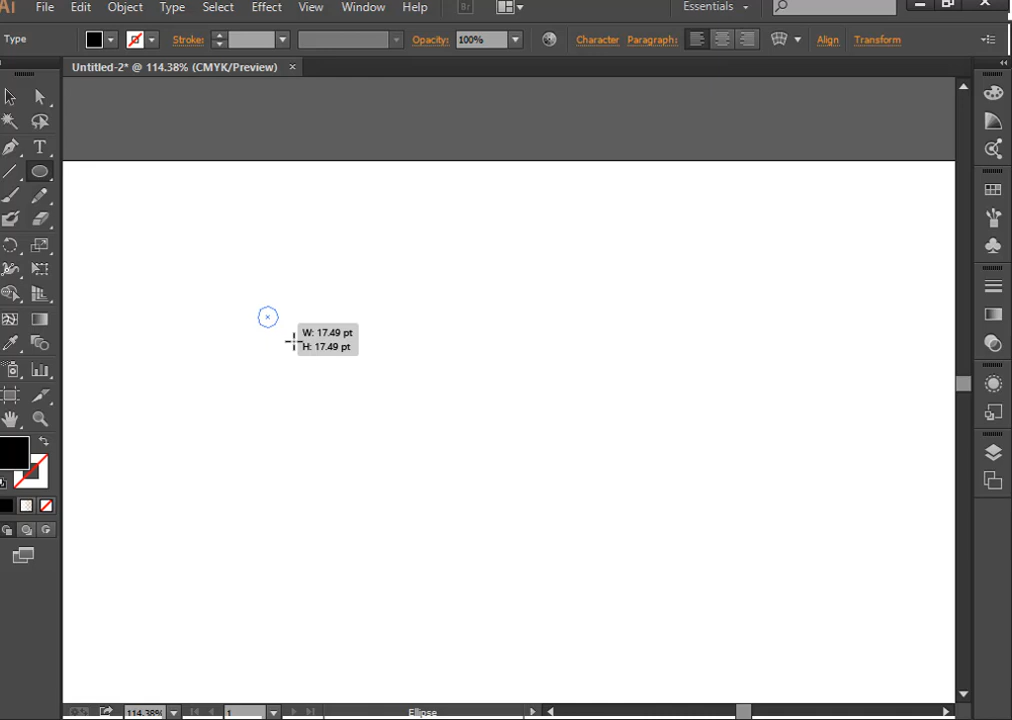 Ai File Edit Object Type Select Effect View Window Help Br Essentials
Type Stroke: Opacity: 100% Character Paragraph: Align Transform
Untitled-2* @ 114.38% (CMYK/Preview) ×
T
W: 17.49 pt
H: 17.49 pt
114.38% 1 Ellipse